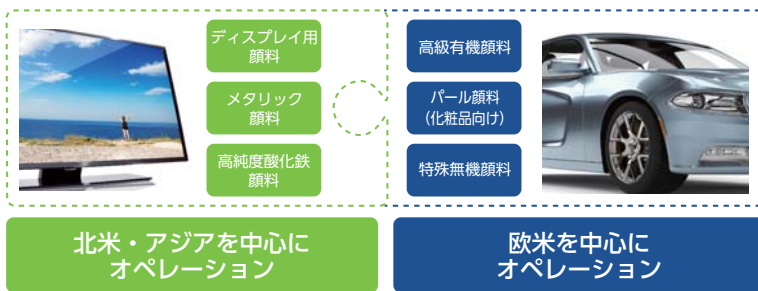 ディスプレイ用
顔料
メタリック
顔料
高純度酸化鉄
顔料
高級有機顔料
パール顔料
（化粧品向け）
特殊無機顔料
北米・アジアを中心に
オペレーション
欧米を中心に
オペレーション